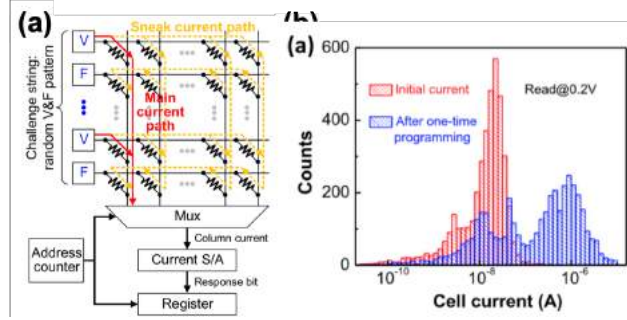 (a)
Sneak current path
Challenge string:
random V&F pattern
V
F
V
F
Main
current
path
Mux
Column current
Address
counter
Current S/A
Response bit
Register
(b)
(a)
600
400
200
0
Counts
Initial current
After one-time
programming
Read@0.2V
10⁻¹⁰
10⁻⁸
10⁻⁶
Cell current (A)